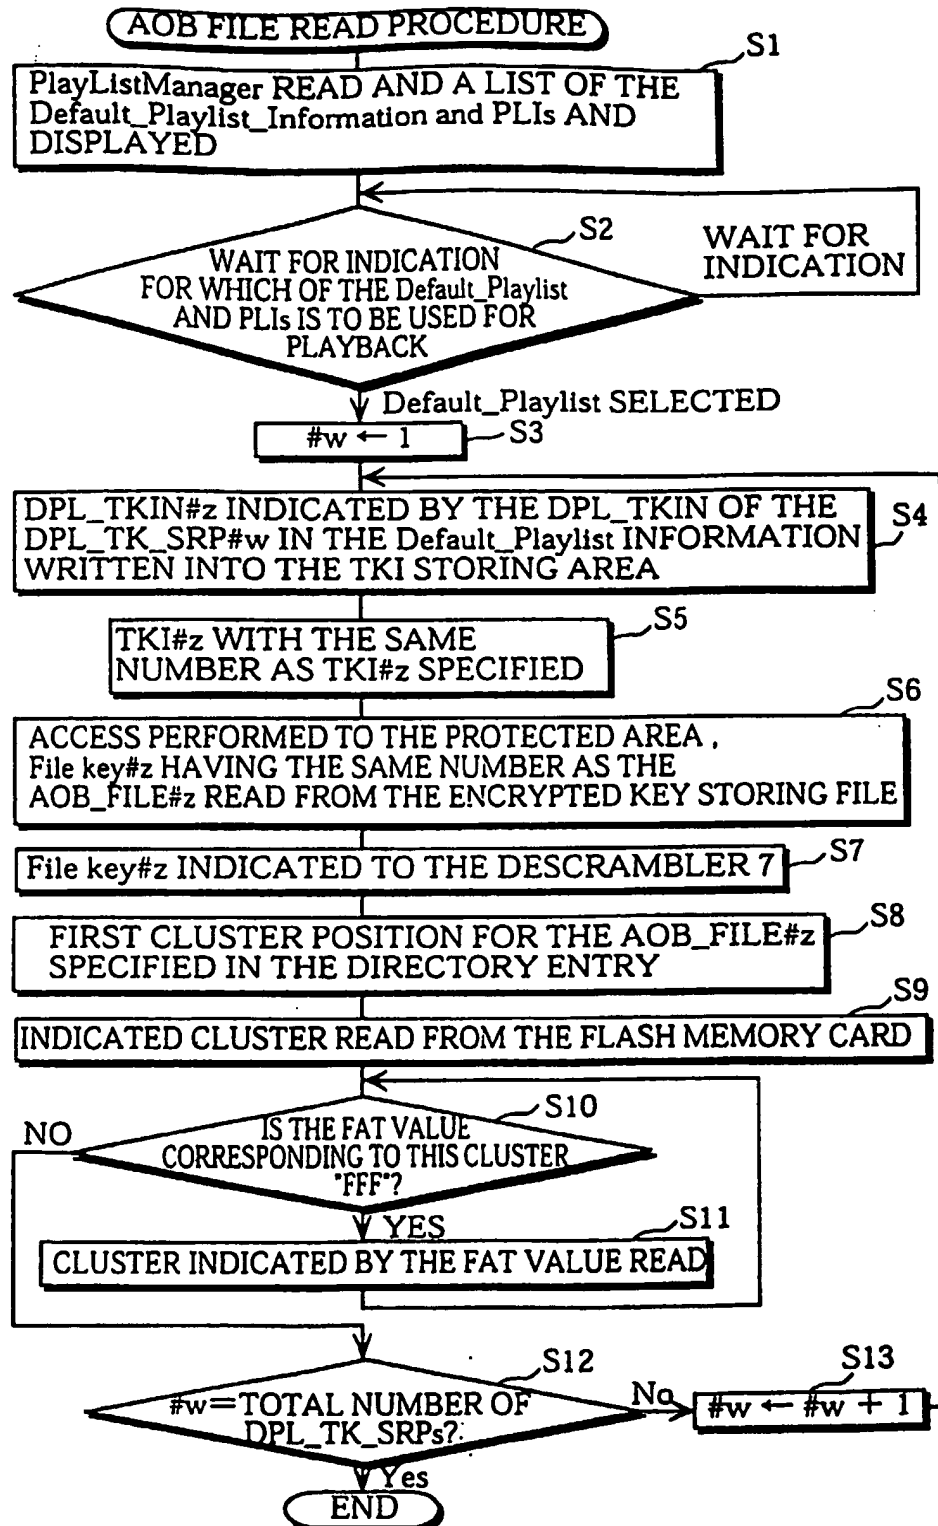 AOB FILE READ PROCEDURE
S1
PlayListManager READ AND A LIST OF THE
Default_Playlist_Information and PLIs AND
DISPLAYED
S2
WAIT FOR INDICATION
FOR WHICH OF THE Default_Playlist
AND PLIs IS TO BE USED FOR
PLAYBACK
WAIT FOR
INDICATION
Default_Playlist SELECTED
#w ← 1
S3
DPL_TKIN#z INDICATED BY THE DPL_TKIN OF THE
DPL_TK_SRP#w IN THE Default_Playlist INFORMATION
WRITTEN INTO THE TKI STORING AREA
S4
S5
TKI#z WITH THE SAME
NUMBER AS TKI#z SPECIFIED
S6
ACCESS PERFORMED TO THE PROTECTED AREA,
File key#z HAVING THE SAME NUMBER AS THE
AOB_FILE#z READ FROM THE ENCRYPTED KEY STORING FILE
File key#z INDICATED TO THE DESCRAMBLER 7
S7
S8
FIRST CLUSTER POSITION FOR THE AOB_FILE#z
SPECIFIED IN THE DIRECTORY ENTRY
S9
INDICATED CLUSTER READ FROM THE FLASH MEMORY CARD
S10
NO
IS THE FAT VALUE
CORRESPONDING TO THIS CLUSTER
"FFF"?
YES
S11
CLUSTER INDICATED BY THE FAT VALUE READ
S12
#w=TOTAL NUMBER OF
DPL_TK_SRPs?
No
S13
#w ← #w + 1
Yes
END